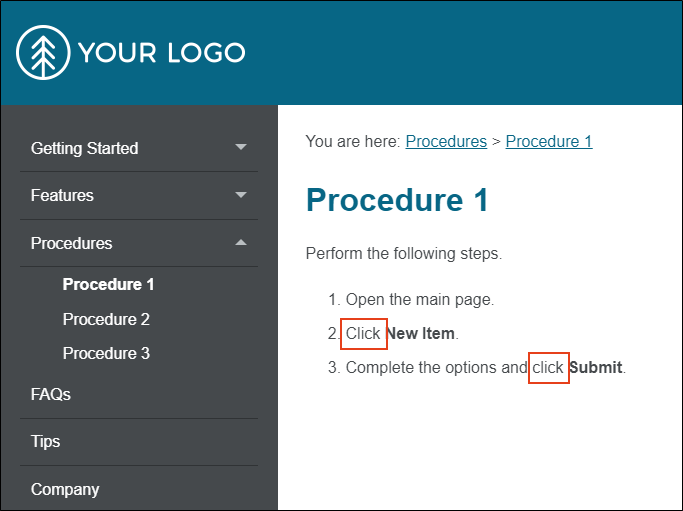 YOUR LOGO
Getting Started
Features
Procedures
Procedure 1
Procedure 2
Procedure 3
FAQs
Tips
Company
You are here: Procedures > Procedure 1
Procedure 1
Perform the following steps.
1. Open the main page.
2. Click New Item.
3. Complete the options and click Submit.